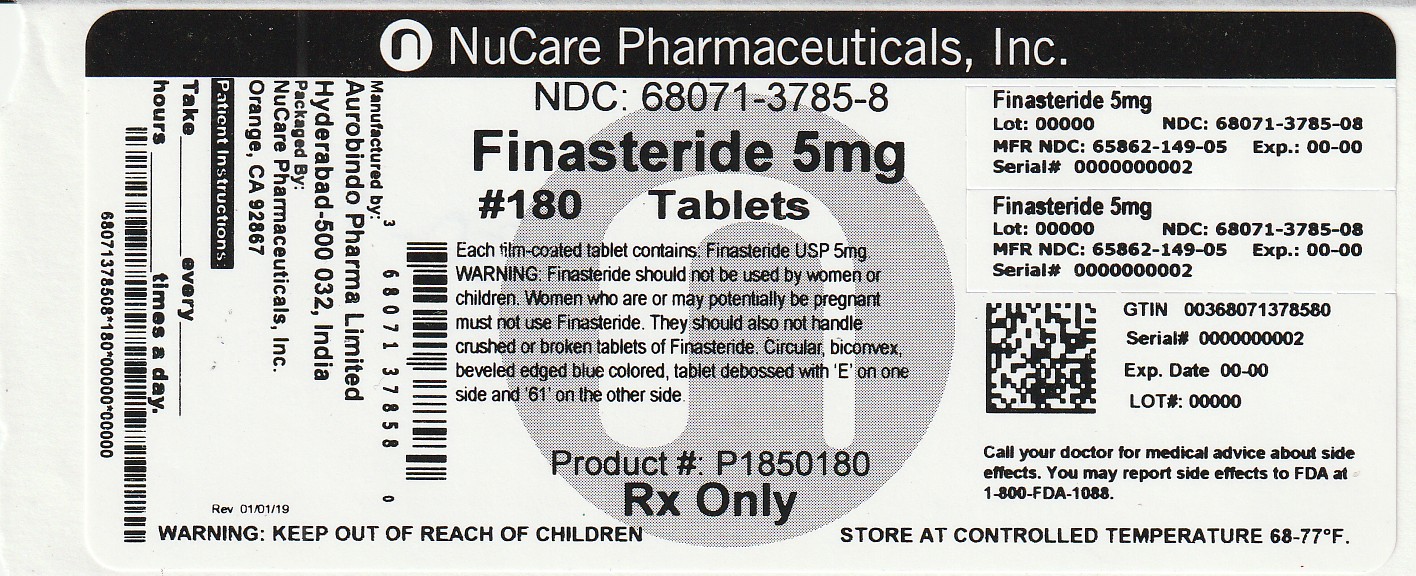 NuCare Pharmaceuticals, Inc.
NDC: 68071-3785-8
Finasteride 5mg
#180 Tablets
Each film-coated tablet contains: Finasteride USP 5mg.
WARNING: Finasteride should not be used by women or
children. Women who are or may potentially be pregnant
must not use Finasteride. They should also not handle
crushed or broken tablets of Finasteride. Circular, biconvex,
beveled edged blue colored, tablet debossed with ‘E’ on one
side and ‘61’ on the other side.
Product #: P1850180
Rx Only
Manufactured by:
Aurobindo Pharma Limited
Hyderabad-500 032, India
Packaged By:
NuCare Pharmaceuticals, Inc.
Orange, CA 92867
Patient Instructions:
Take ______ every ______
hours ______ times a day.
68071378508*180*00000*00000
3 68071 37858 0
Rev 01/01/19
WARNING: KEEP OUT OF REACH OF CHILDREN
Finasteride 5mg
Lot: 00000 NDC: 68071-3785-08
MFR NDC: 65862-149-05 Exp.: 00-00
Serial# 0000000002
Finasteride 5mg
Lot: 00000 NDC: 68071-3785-08
MFR NDC: 65862-149-05 Exp.: 00-00
Serial# 0000000002
GTIN 00368071378580
Serial# 0000000002
Exp. Date 00-00
LOT#: 00000
Call your doctor for medical advice about side
effects. You may report side effects to FDA at
1-800-FDA-1088.
STORE AT CONTROLLED TEMPERATURE 68-77°F.